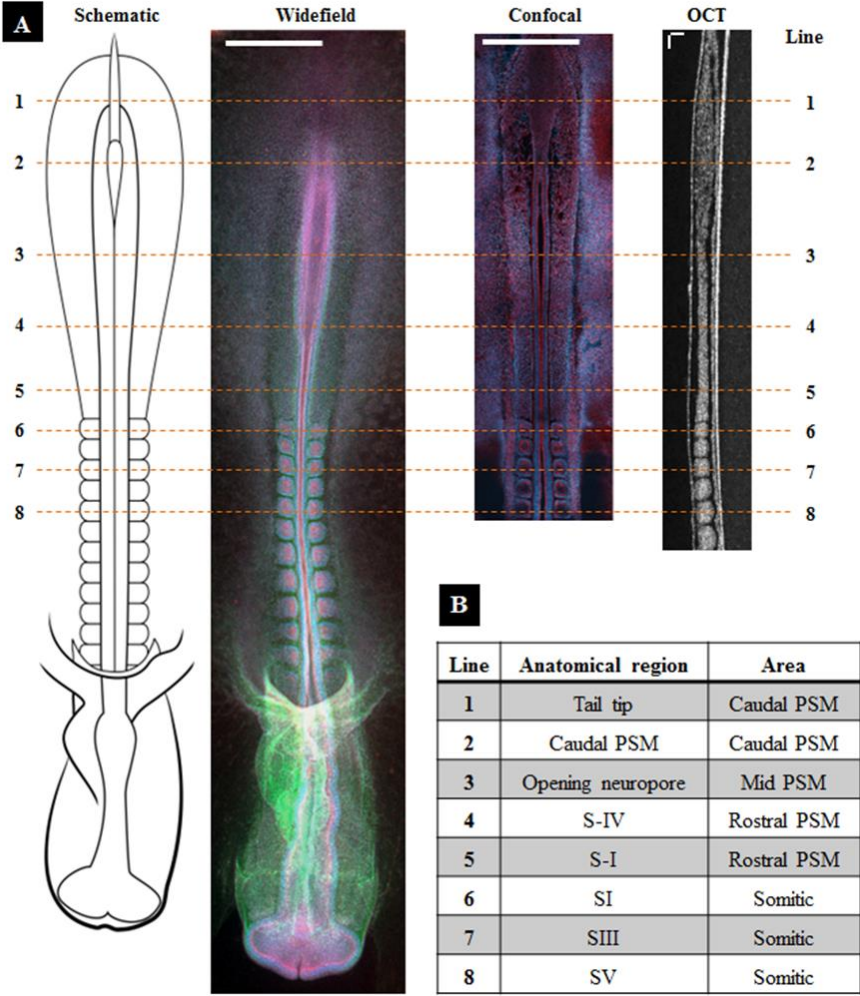 A
Schematic Widefield Confocal OCT
Line
1 1
2 2
3 3
4 4
5 5
6 6
7 7
8 8
B
Line Anatomical region Area
1 Tail tip Caudal PSM
2 Caudal PSM Caudal PSM
3 Opening neuropore Mid PSM
4 S-IV Rostral PSM
5 S-I Rostral PSM
6 SI Somitic
7 SIII Somitic
8 SV Somitic